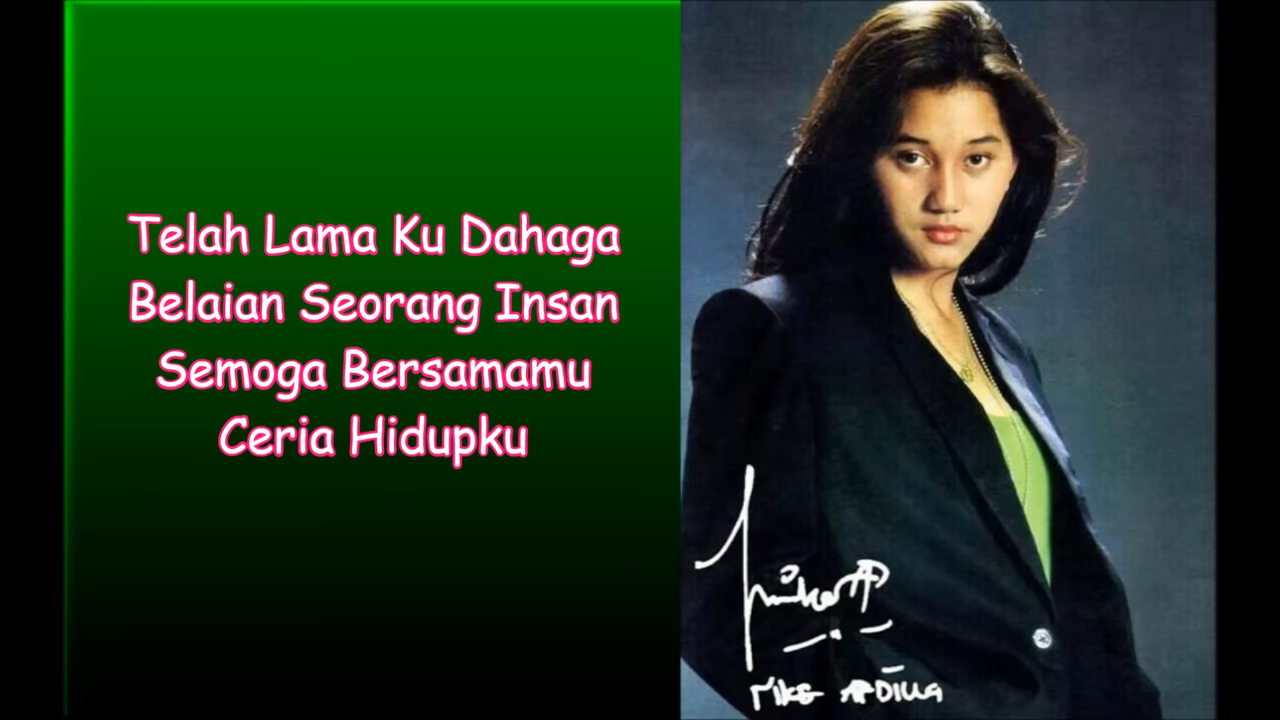 Telah Lama Ku Dahaga
Belaian Seorang Insan
Semoga Bersamamu
Ceria Hidupku
NIKE ARDILLA